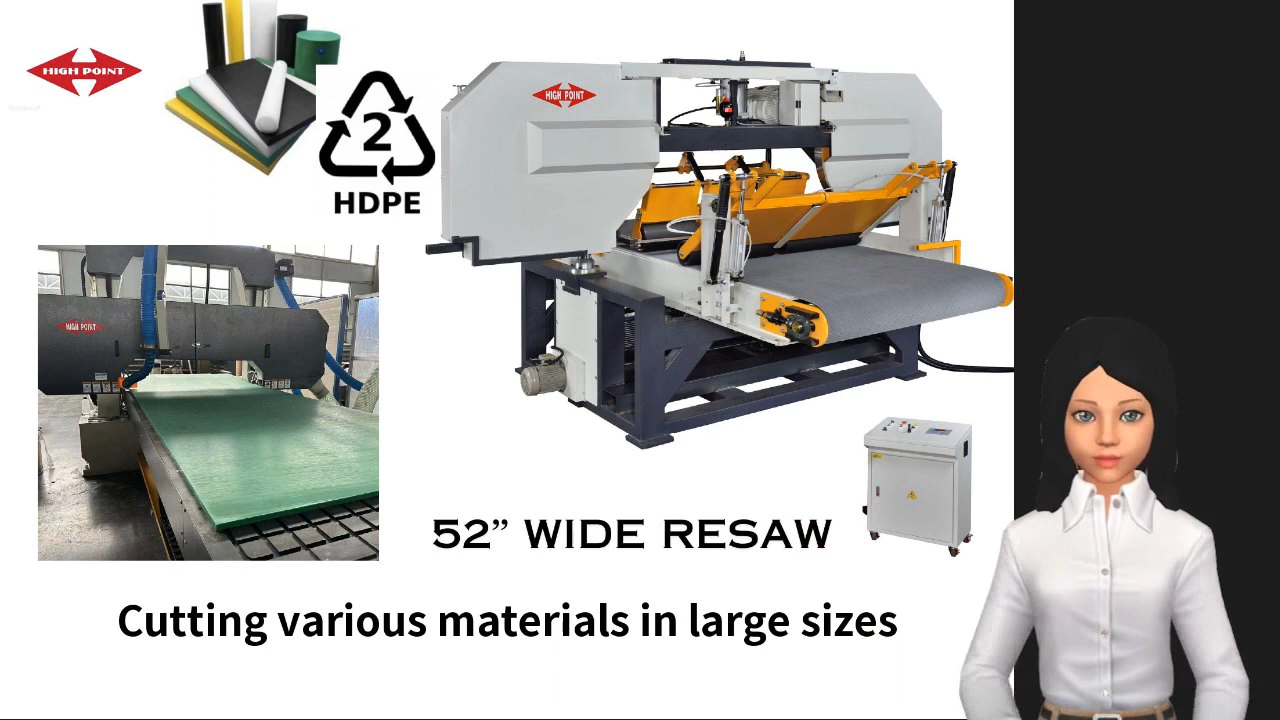 HIGH POINT
2
HDPE
HIGH POINT
HIGH POINT
52” WIDE RESAW
Cutting various materials in large sizes